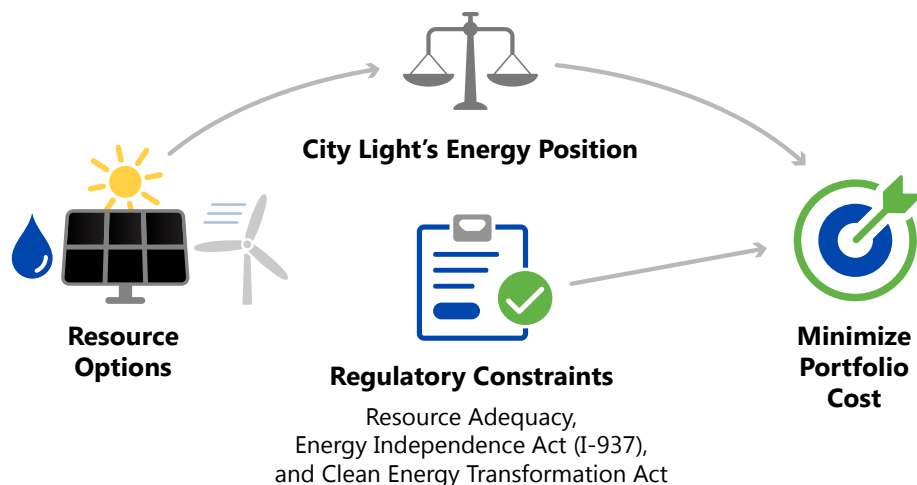 City Light’s Energy Position
Resource
Options
Regulatory Constraints
Resource Adequacy,
Energy Independence Act (I-937),
and Clean Energy Transformation Act
Minimize
Portfolio
Cost